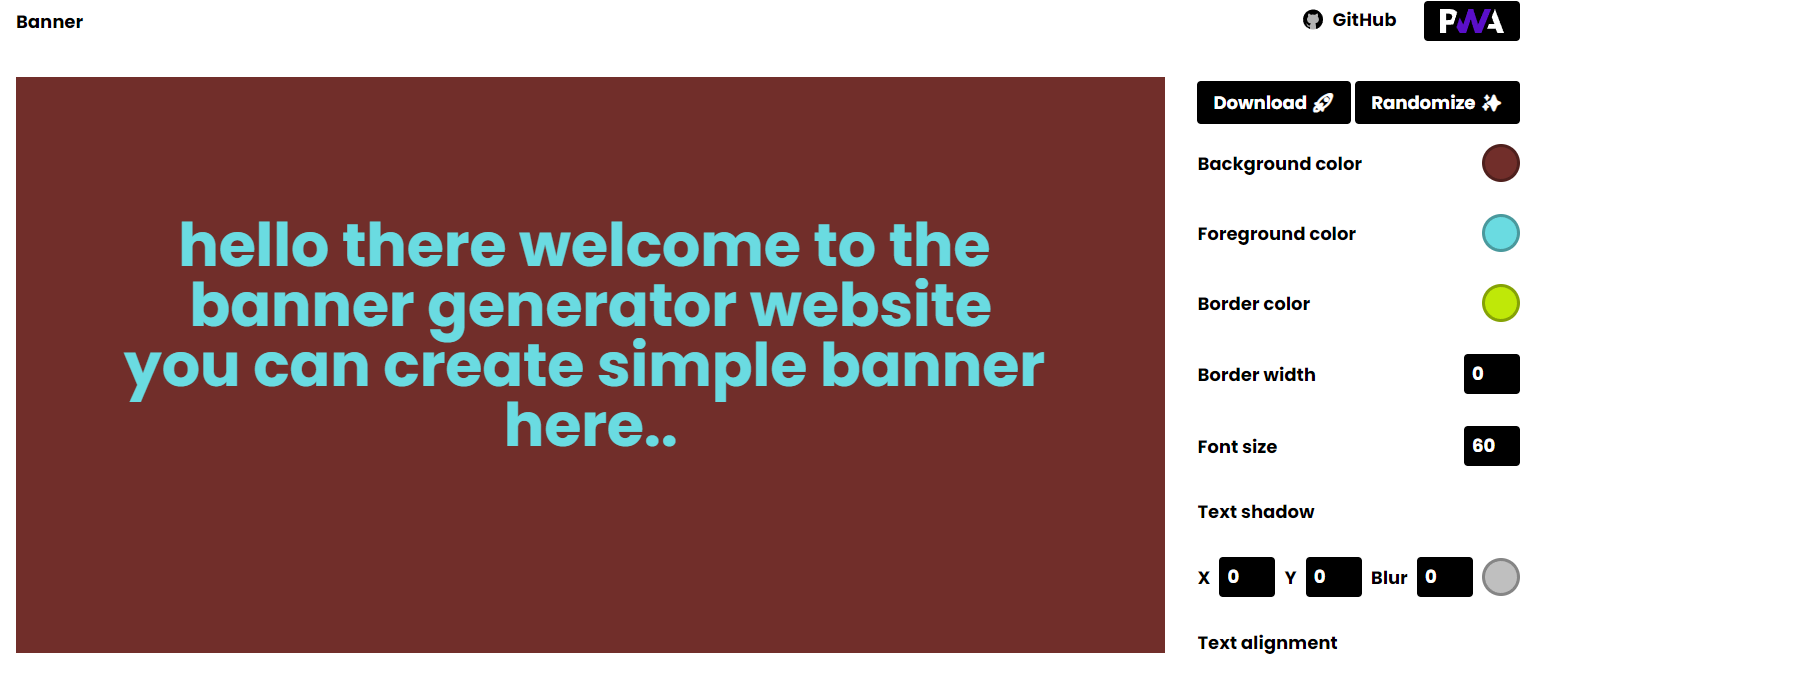 Banner
GitHub
PWA
hello there welcome to the
banner generator website
you can create simple banner
here..
Download
Randomize
Background color
Foreground color
Border color
Border width 0
Font size 60
Text shadow
X 0 Y 0 Blur 0
Text alignment